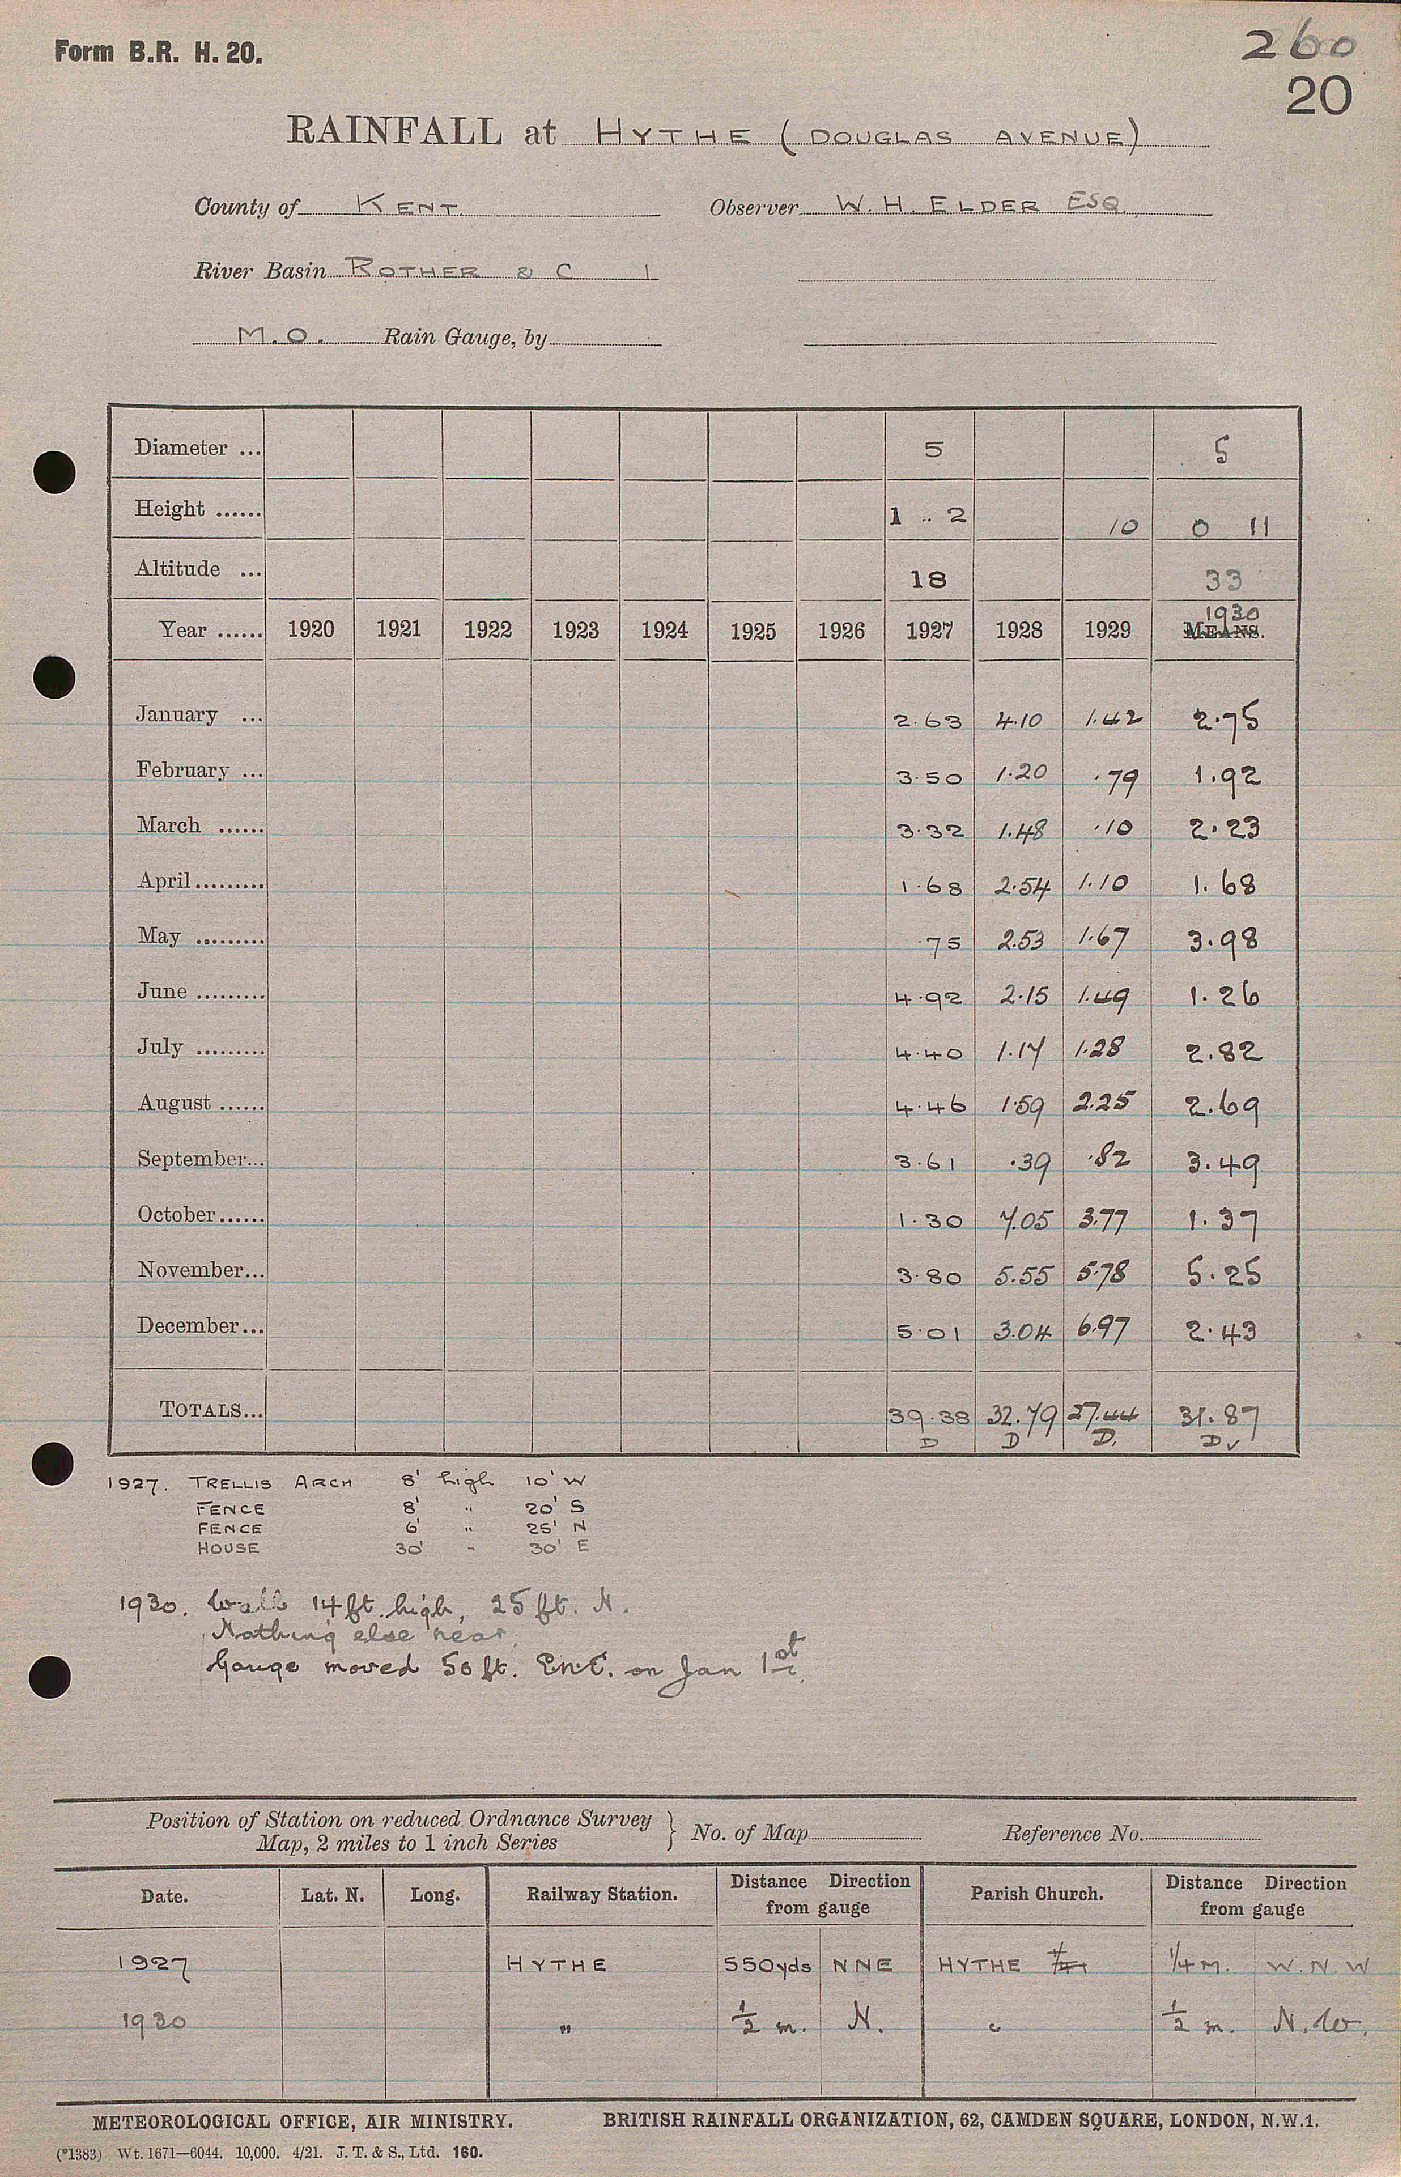 Form B.R. H. 20.
260
20
RAINFALL at HYTHE (DOUGLAS AVENUE)
County of KENT Observer W. H. ELDER ESQ
River Basin ROTHER & C 1
M.O. Rain Gauge, by
Diameter ... 5 5
Height ...... 1 .. 2 10 0 11
Altitude ... 18 33
1930
Year ...... 1920 1921 1922 1923 1924 1925 1926 1927 1928 1929 MEANS.
January ... 2.63 4.10 1.42 2.75
February ... 3.50 1.20 .79 1.92
March ...... 3.32 1.48 .10 2.23
April......... 1.68 2.54 1.10 1.68
May ......... .75 2.53 1.67 3.98
June ......... 4.92 2.15 1.49 1.26
July ......... 4.40 1.17 1.28 2.82
August ...... 4.46 1.59 2.25 2.69
September... 3.61 .39 .82 3.49
October...... 1.30 7.05 3.77 1.37
November... 3.80 5.55 5.78 5.25
December... 5.01 3.04 6.97 2.43
TOTALS... 39.38 32.79 27.44 31.87
D D D. D ✓
1927. TRELLIS ARCH 8' high 10' W
FENCE 8' " 20' S
FENCE 6' " 25' N
HOUSE 30' " 30' E
1930. Wall 14 ft. high, 25 ft. N.
Nothing else near.
Gauge moved 50 ft. E.N.E. on Jan 1st.
Position of Station on reduced Ordnance Survey
Map, 2 miles to 1 inch Series } No. of Map Reference No.
Date. Lat. N. Long. Railway Station. Distance Direction from gauge Parish Church. Distance Direction from gauge
1927 HYTHE 550yds NNE HYTHE 1/4 m. W.N.W
1930 " 1/2 m. N. " 1/2 m. N.W.
METEOROLOGICAL OFFICE, AIR MINISTRY. BRITISH RAINFALL ORGANIZATION, 62, CAMDEN SQUARE, LONDON, N.W.1.
(*1383) Wt. 1671—6044. 10,000. 4/21. J. T. & S., Ltd. 160.